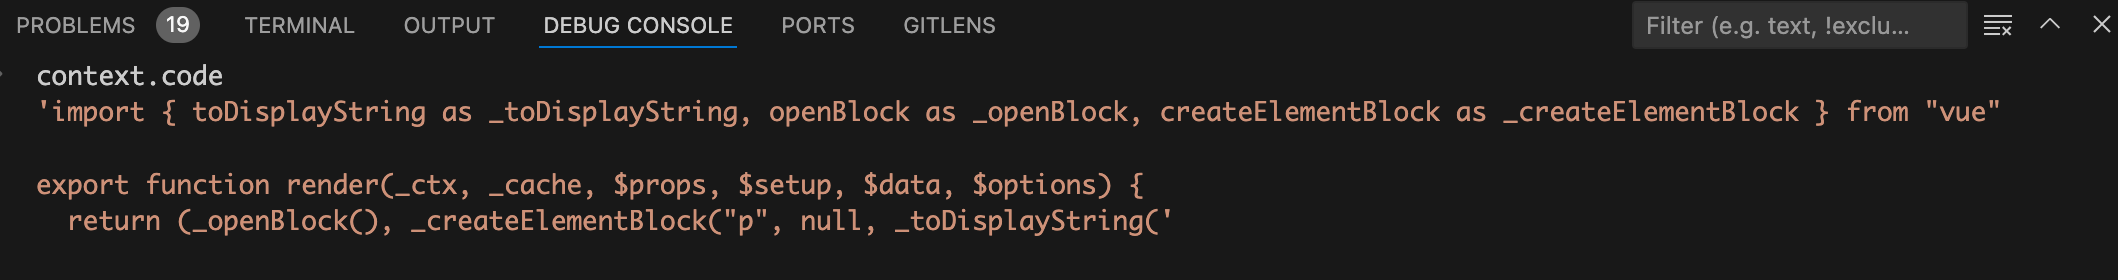 PROBLEMS 19 TERMINAL OUTPUT DEBUG CONSOLE PORTS GITLENS Filter (e.g. text, !exclu...
context.code
'import { toDisplayString as _toDisplayString, openBlock as _openBlock, createElementBlock as _createElementBlock } from "vue"
export function render(_ctx, _cache, $props, $setup, $data, $options) {
  return (_openBlock(), _createElementBlock("p", null, _toDisplayString('